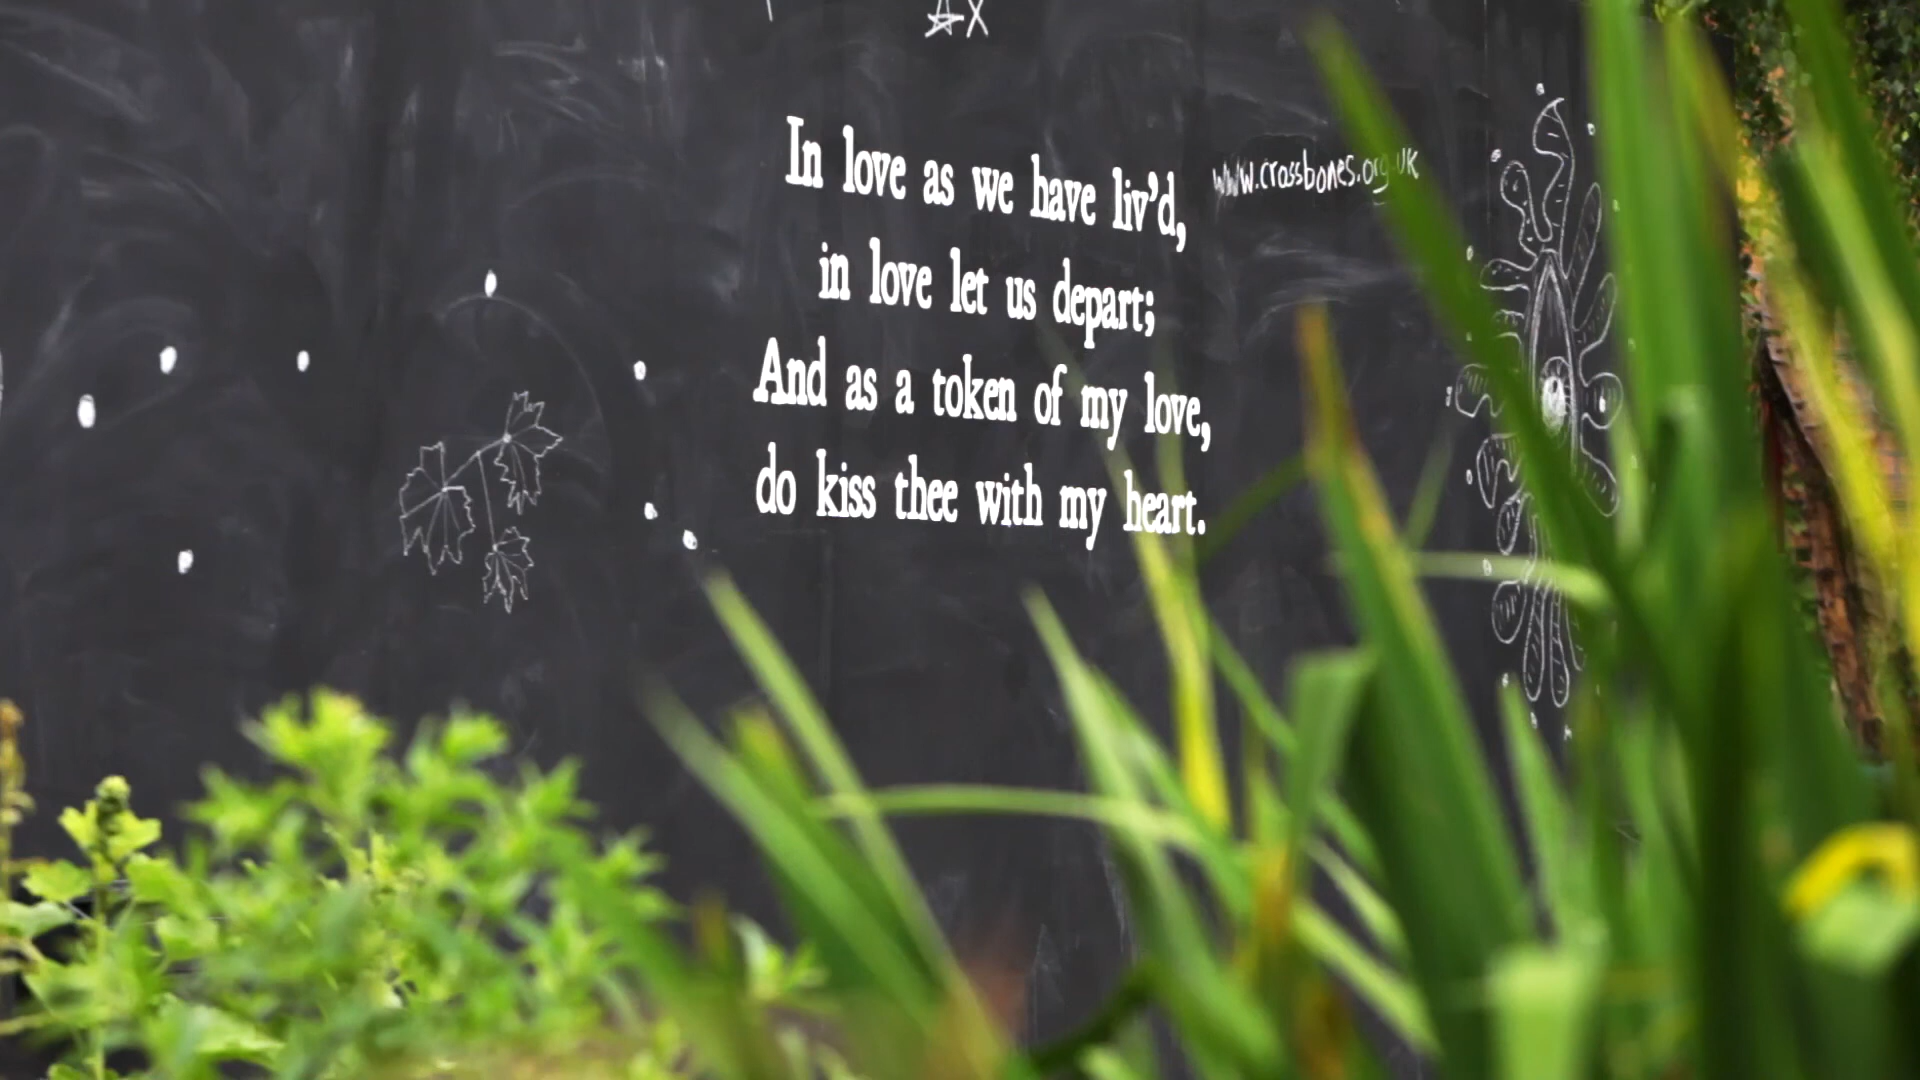 In love as we have liv'd,
www.crossbones.org.uk
in love let us depart;
And as a token of my love,
do kiss thee with my heart.